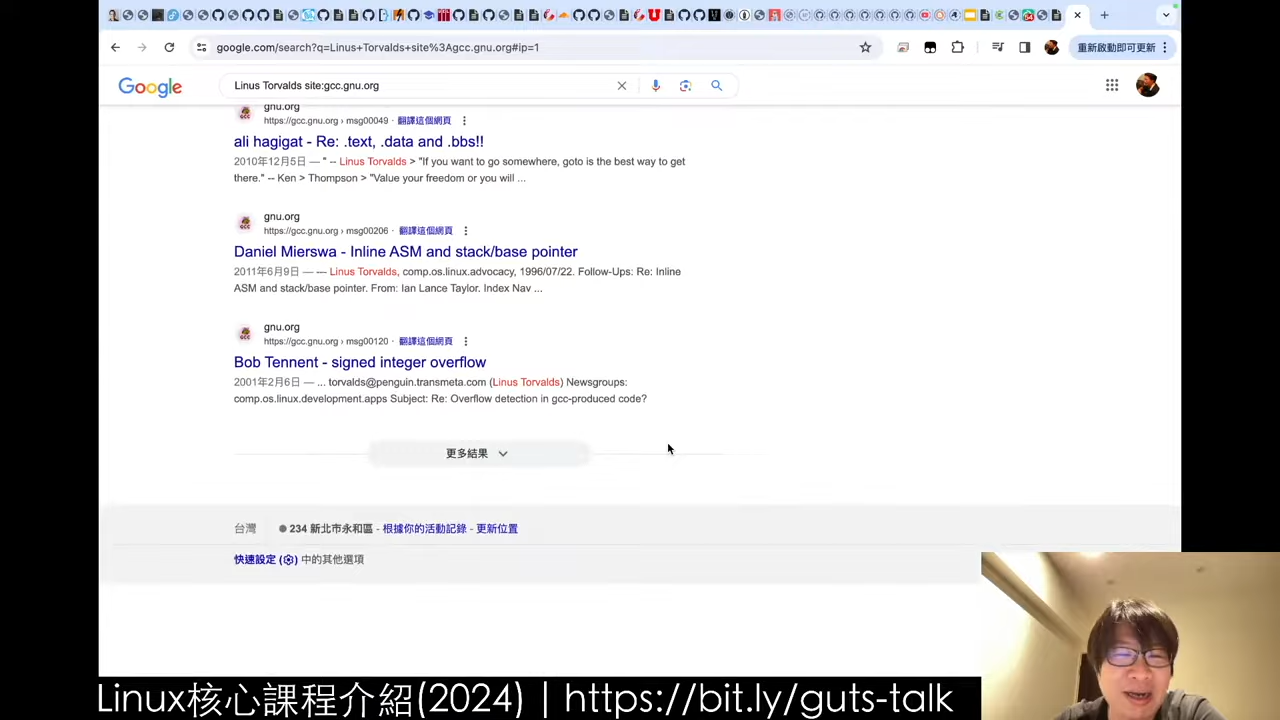 google.com/search?q=Linus+Torvalds+site%3Agcc.gnu.org#ip=1
重新啟動即可更新
Google
Linus Torvalds site:gcc.gnu.org
gnu.org
https://gcc.gnu.org › msg00049 · 翻譯這個網頁
ali hagigat - Re: .text, .data and .bbs!!
2010年12月5日 — " -- Linus Torvalds > "If you want to go somewhere, goto is the best way to get
there." -- Ken > Thompson > "Value your freedom or you will ...
gnu.org
https://gcc.gnu.org › msg00206 · 翻譯這個網頁
Daniel Mierswa - Inline ASM and stack/base pointer
2011年6月9日 — --- Linus Torvalds, comp.os.linux.advocacy, 1996/07/22. Follow-Ups: Re: Inline
ASM and stack/base pointer. From: Ian Lance Taylor. Index Nav ...
gnu.org
https://gcc.gnu.org › msg00120 · 翻譯這個網頁
Bob Tennent - signed integer overflow
2001年2月6日 — ... torvalds@penguin.transmeta.com (Linus Torvalds) Newsgroups:
comp.os.linux.development.apps Subject: Re: Overflow detection in gcc-produced code?
更多結果
台灣
234 新北市永和區 - 根據你的活動記錄 - 更新位置
快速設定 () 中的其他選項
Linux核心課程介紹(2024) | https://bit.ly/guts-talk